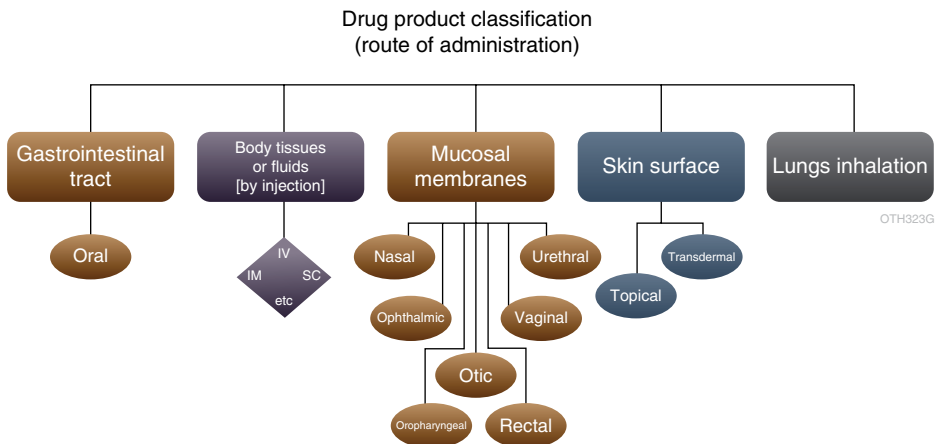 Drug product classification
(route of administration)
Gastrointestinal
tract
Body tissues
or fluids
[by injection]
Mucosal
membranes
Skin surface
Lungs inhalation
OTH323G
Oral
IV
IM
SC
etc
Nasal
Urethral
Transdermal
Topical
Ophthalmic
Vaginal
Otic
Oropharyngeal
Rectal